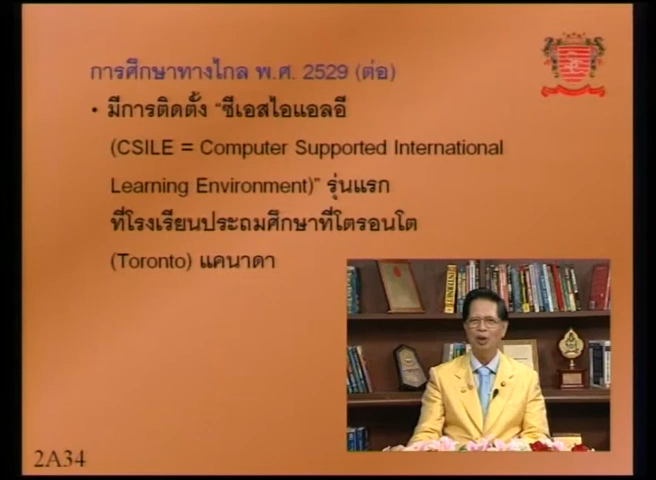 การศึกษาทางไกล พ.ศ. 2529 (ต่อ)
• มีการติดตั้ง "ซีเอสไอแอลอี
(CSILE = Computer Supported International
Learning Environment)" รุ่นแรก
ที่โรงเรียนประถมศึกษาที่โตรอนโต
(Toronto) แคนาดา
2A34